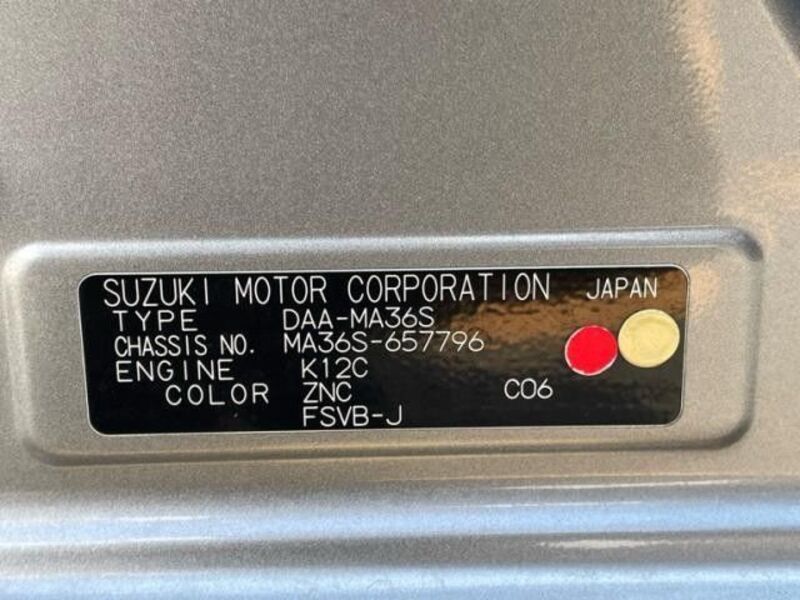 SUZUKI MOTOR CORPORATION JAPAN
TYPE DAA-MA36S
CHASSIS NO. MA36S-657796
ENGINE K12C
COLOR ZNC C06
FSVB-J